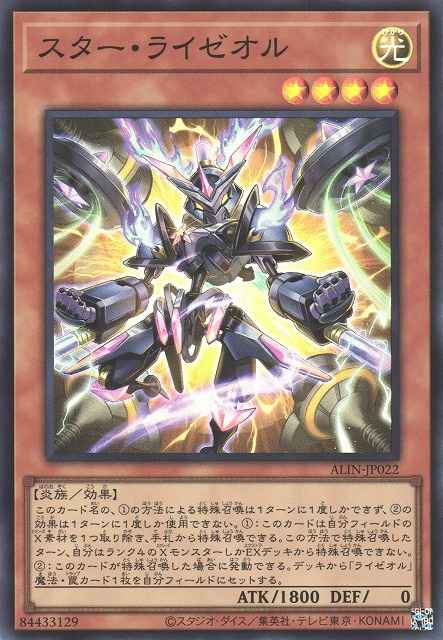 スター・ライゼオル
光
ALIN-JP022
【炎族／効果】
このカード名の、①の方法による特殊召喚は1ターンに1度しかできず、②の
効果は1ターンに1度しか使用できない。①：このカードは自分フィールドの
X素材を1つ取り除き、手札から特殊召喚できる。この方法で特殊召喚した
ターン、自分はランク4のXモンスターしかEXデッキから特殊召喚できない。
②：このカードが特殊召喚した場合に発動できる。デッキから「ライゼオル」
魔法・罠カード1枚を自分フィールドにセットする。
ATK/1800 DEF/ 0
84433129 ©スタジオ・ダイス／集英社・テレビ東京・KONAMI